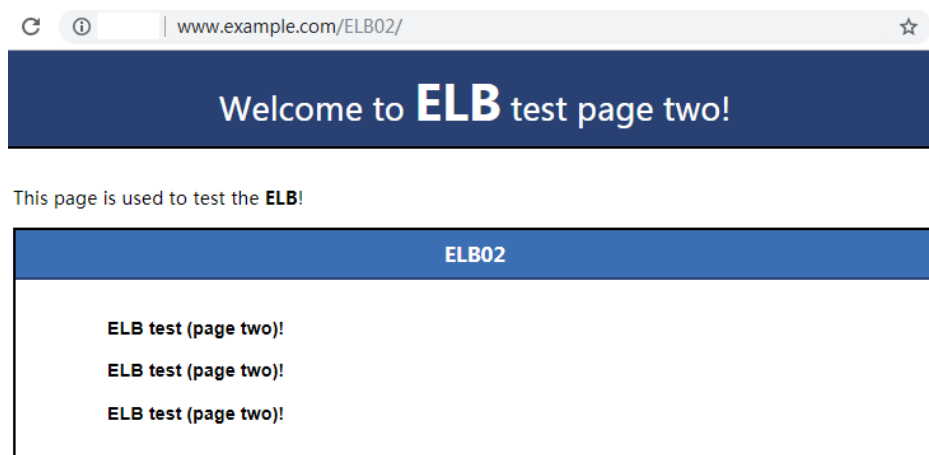 www.example.com/ELB02/
Welcome to ELB test page two!
This page is used to test the ELB!
ELB02
ELB test (page two)!
ELB test (page two)!
ELB test (page two)!